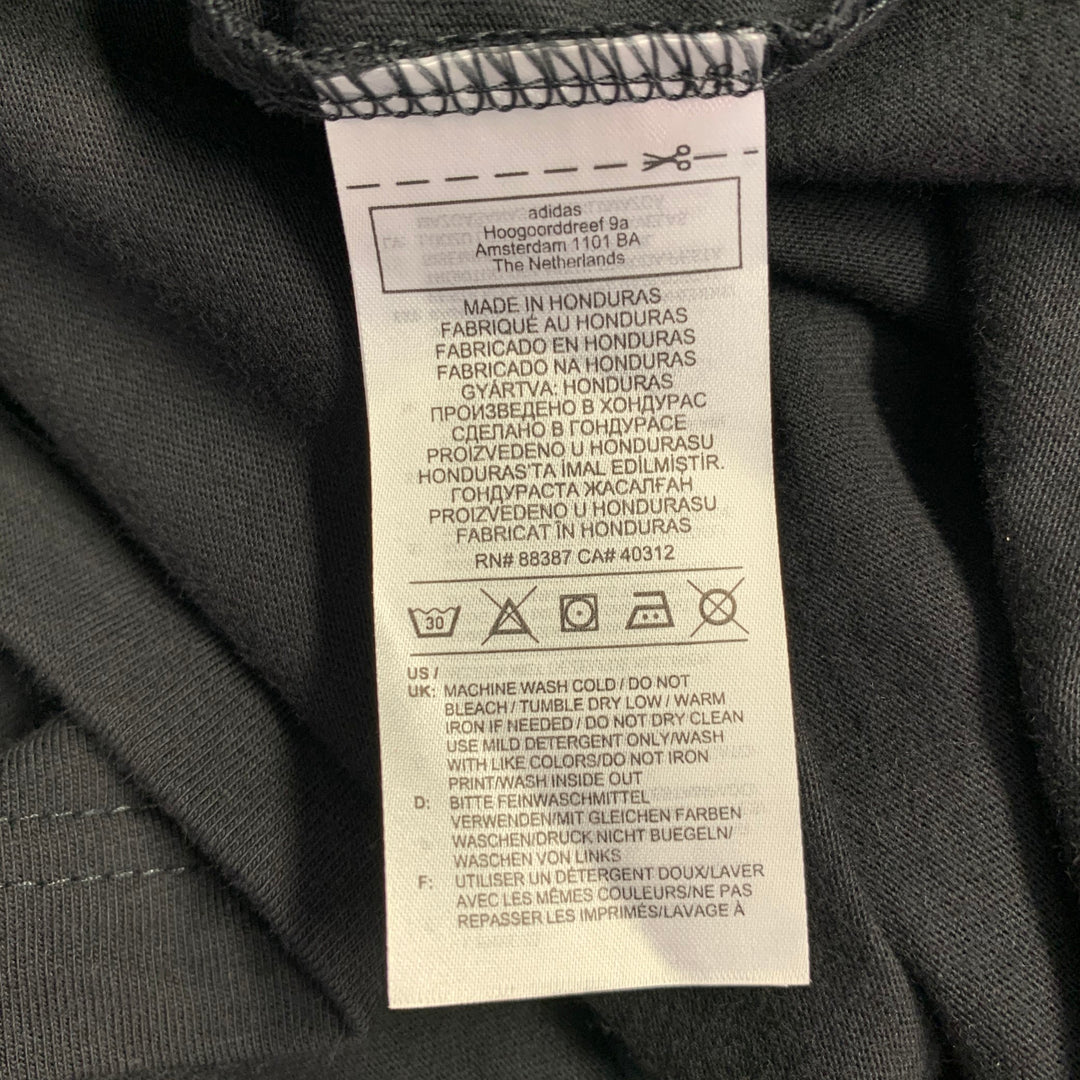 adidas
Hoogoorddreef 9a
Amsterdam 1101 BA
The Netherlands
MADE IN HONDURAS
FABRIQUÉ AU HONDURAS
FABRICADO EN HONDURAS
FABRICADO NA HONDURAS
GYÁRTVA: HONDURAS
ПРОИЗВЕДЕНО В ХОНДУРАС
СДЕЛАНО В ГОНДУРАСЕ
PROIZVEDENO U HONDURASU
HONDURAS'TA İMAL EDİLMİŞTİR.
ГОНДУРАСТА ЖАСАЛҒАН
PROIZVEDENO U HONDURASU
FABRICAT ÎN HONDURAS
RN# 88387 CA# 40312
30
US /
UK: MACHINE WASH COLD / DO NOT
BLEACH / TUMBLE DRY LOW / WARM
IRON IF NEEDED / DO NOT DRY CLEAN
USE MILD DETERGENT ONLY/WASH
WITH LIKE COLORS/DO NOT IRON
PRINT/WASH INSIDE OUT
D: BITTE FEINWASCHMITTEL
VERWENDEN/MIT GLEICHEN FARBEN
WASCHEN/DRUCK NICHT BUEGELN/
WASCHEN VON LINKS
F: UTILISER UN DÉTERGENT DOUX/LAVER
AVEC LES MÊMES COULEURS/NE PAS
REPASSER LES IMPRIMÉS/LAVAGE À